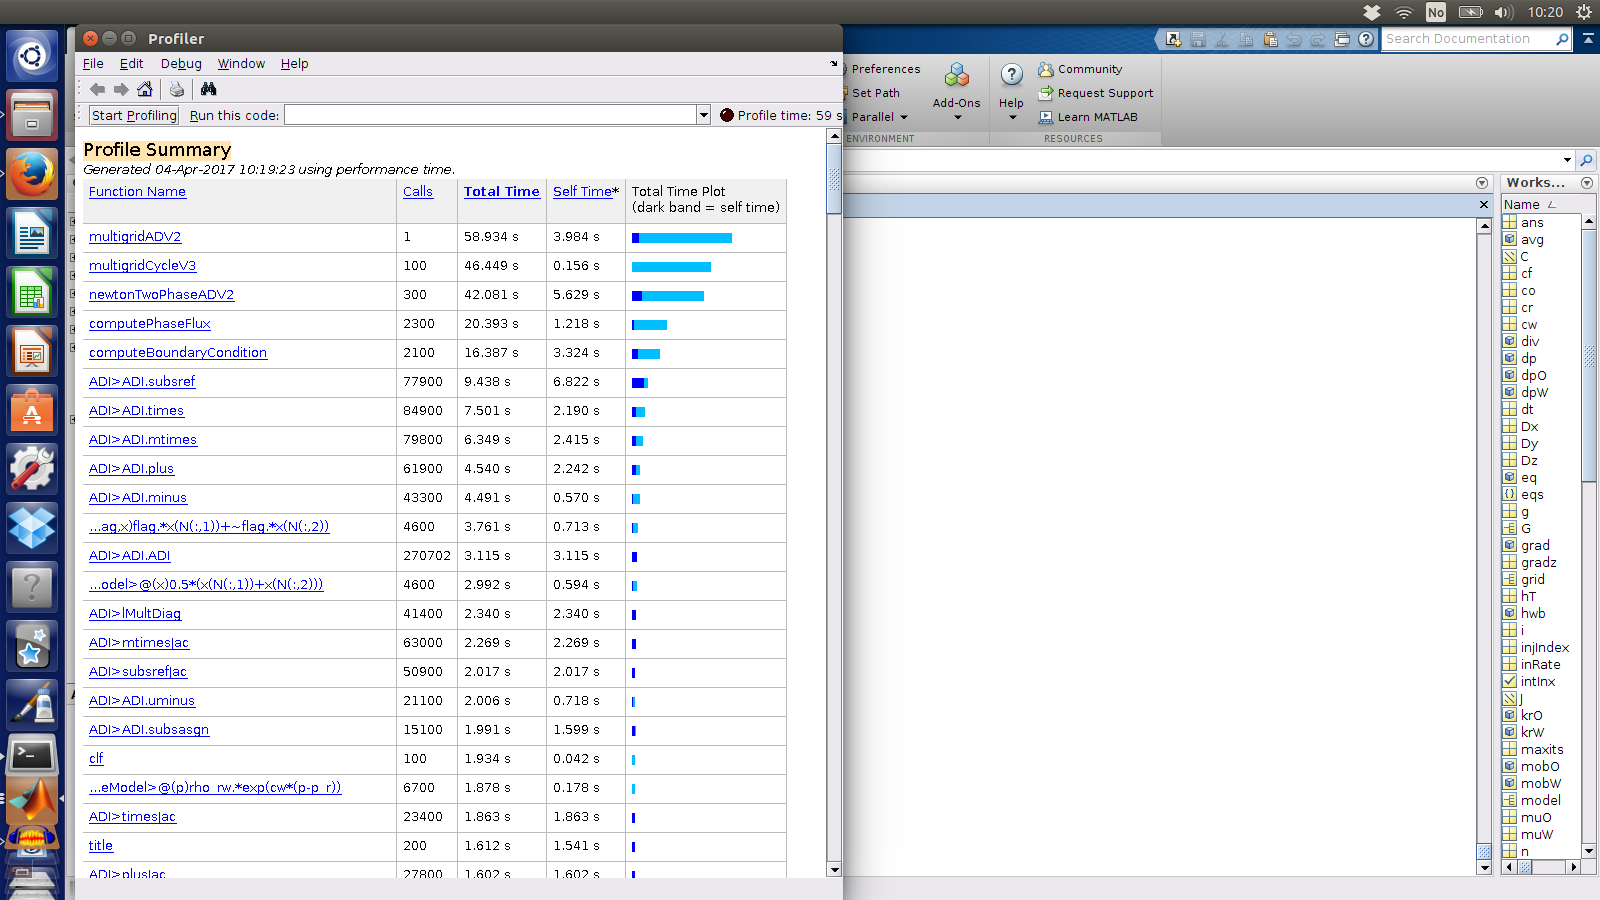 No
10:20
Profiler
File Edit Debug Window Help
Start Profiling Run this code: Profile time: 59 s
Profile Summary
Generated 04-Apr-2017 10:19:23 using performance time.
Function Name Calls Total Time Self Time* Total Time Plot
(dark band = self time)
multigridADV2 1 58.934 s 3.984 s
multigridCycleV3 100 46.449 s 0.156 s
newtonTwoPhaseADV2 300 42.081 s 5.629 s
computePhaseFlux 2300 20.393 s 1.218 s
computeBoundaryCondition 2100 16.387 s 3.324 s
ADI>ADI.subsref 77900 9.438 s 6.822 s
ADI>ADI.times 84900 7.501 s 2.190 s
ADI>ADI.mtimes 79800 6.349 s 2.415 s
ADI>ADI.plus 61900 4.540 s 2.242 s
ADI>ADI.minus 43300 4.491 s 0.570 s
...ag,x)flag.*x(N(:,1))+~flag.*x(N(:,2)) 4600 3.761 s 0.713 s
ADI>ADI.ADI 270702 3.115 s 3.115 s
...odel>@(x)0.5*(x(N(:,1))+x(N(:,2))) 4600 2.992 s 0.594 s
ADI>lMultDiag 41400 2.340 s 2.340 s
ADI>mtimesJac 63000 2.269 s 2.269 s
ADI>subsrefJac 50900 2.017 s 2.017 s
ADI>ADI.uminus 21100 2.006 s 0.718 s
ADI>ADI.subsasgn 15100 1.991 s 1.599 s
clf 100 1.934 s 0.042 s
...eModel>@(p)rho_rw.*exp(cw*(p-p_r)) 6700 1.878 s 0.178 s
ADI>timesJac 23400 1.863 s 1.863 s
title 200 1.612 s 1.541 s
ADI>plusJac 27800 1.602 s 1.602 s
Search Documentation
Preferences
Set Path
Parallel
ENVIRONMENT
Add-Ons
Help
Community
Request Support
Learn MATLAB
RESOURCES
Works...
Name
ans
avg
C
cf
co
cr
cw
div
dp
dpO
dpW
dt
Dx
Dy
Dz
eq
eqs
g
G
grad
gradz
grid
hT
hwb
i
injIndex
inRate
intInx
J
krO
krW
maxits
mobO
mobW
model
muO
muW
n